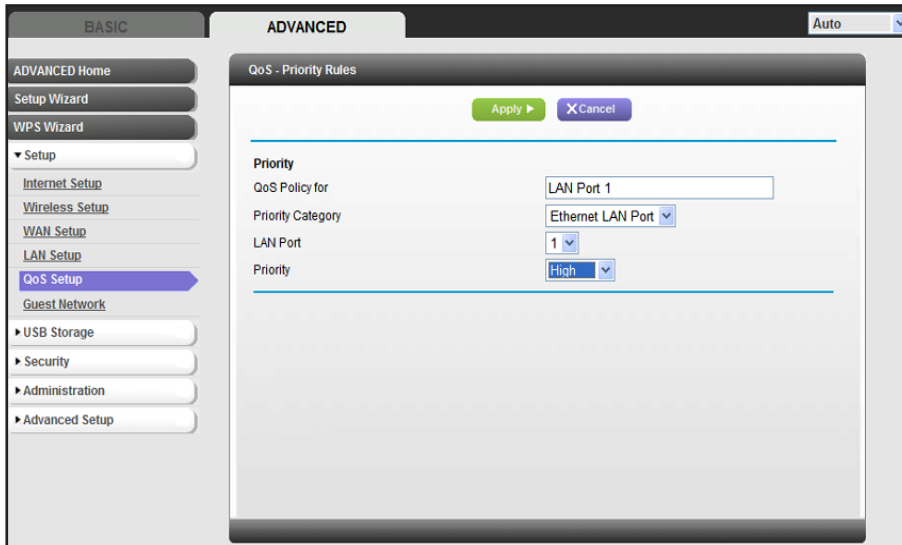 BASIC
ADVANCED
Auto
ADVANCED Home
Setup Wizard
WPS Wizard
Setup
Internet Setup
Wireless Setup
WAN Setup
LAN Setup
QoS Setup
Guest Network
USB Storage
Security
Administration
Advanced Setup
QoS - Priority Rules
Apply
X Cancel
Priority
QoS Policy for LAN Port 1
Priority Category Ethernet LAN Port
LAN Port 1
Priority High